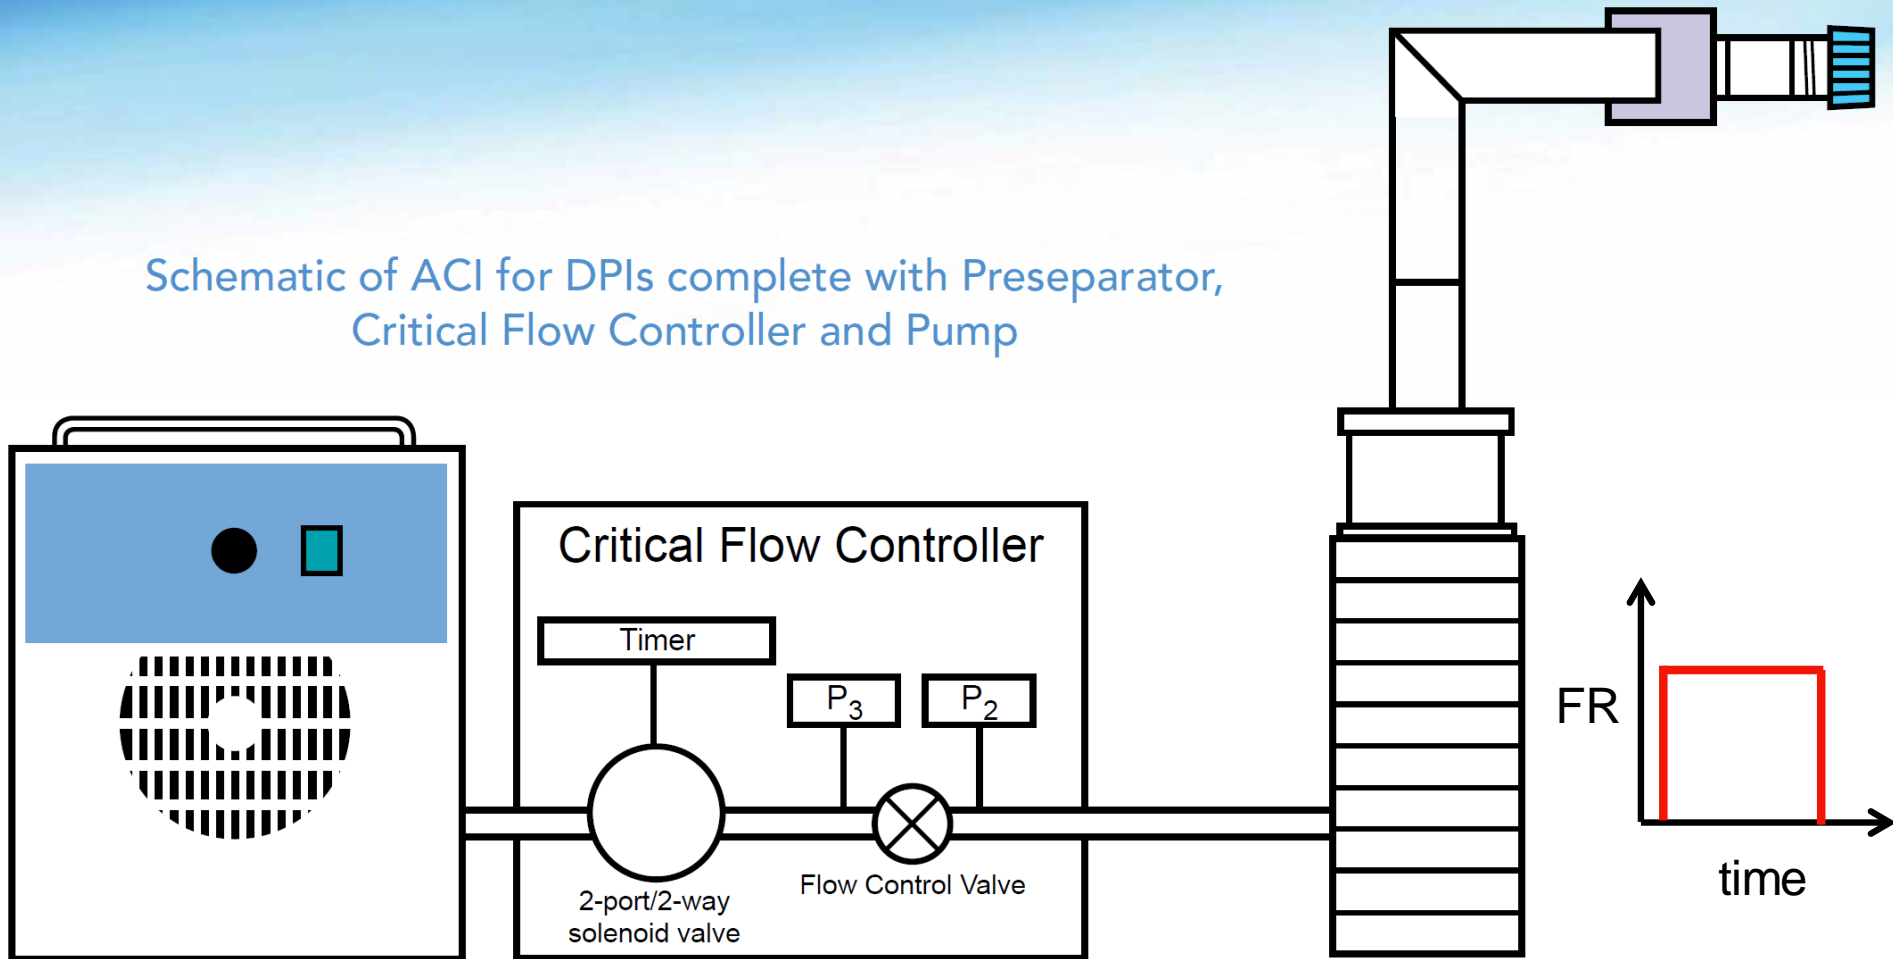 Schematic of ACI for DPIs complete with Preseparator,
Critical Flow Controller and Pump
Critical Flow Controller
Timer
P3
P2
Flow Control Valve
2-port/2-way
solenoid valve
FR
time